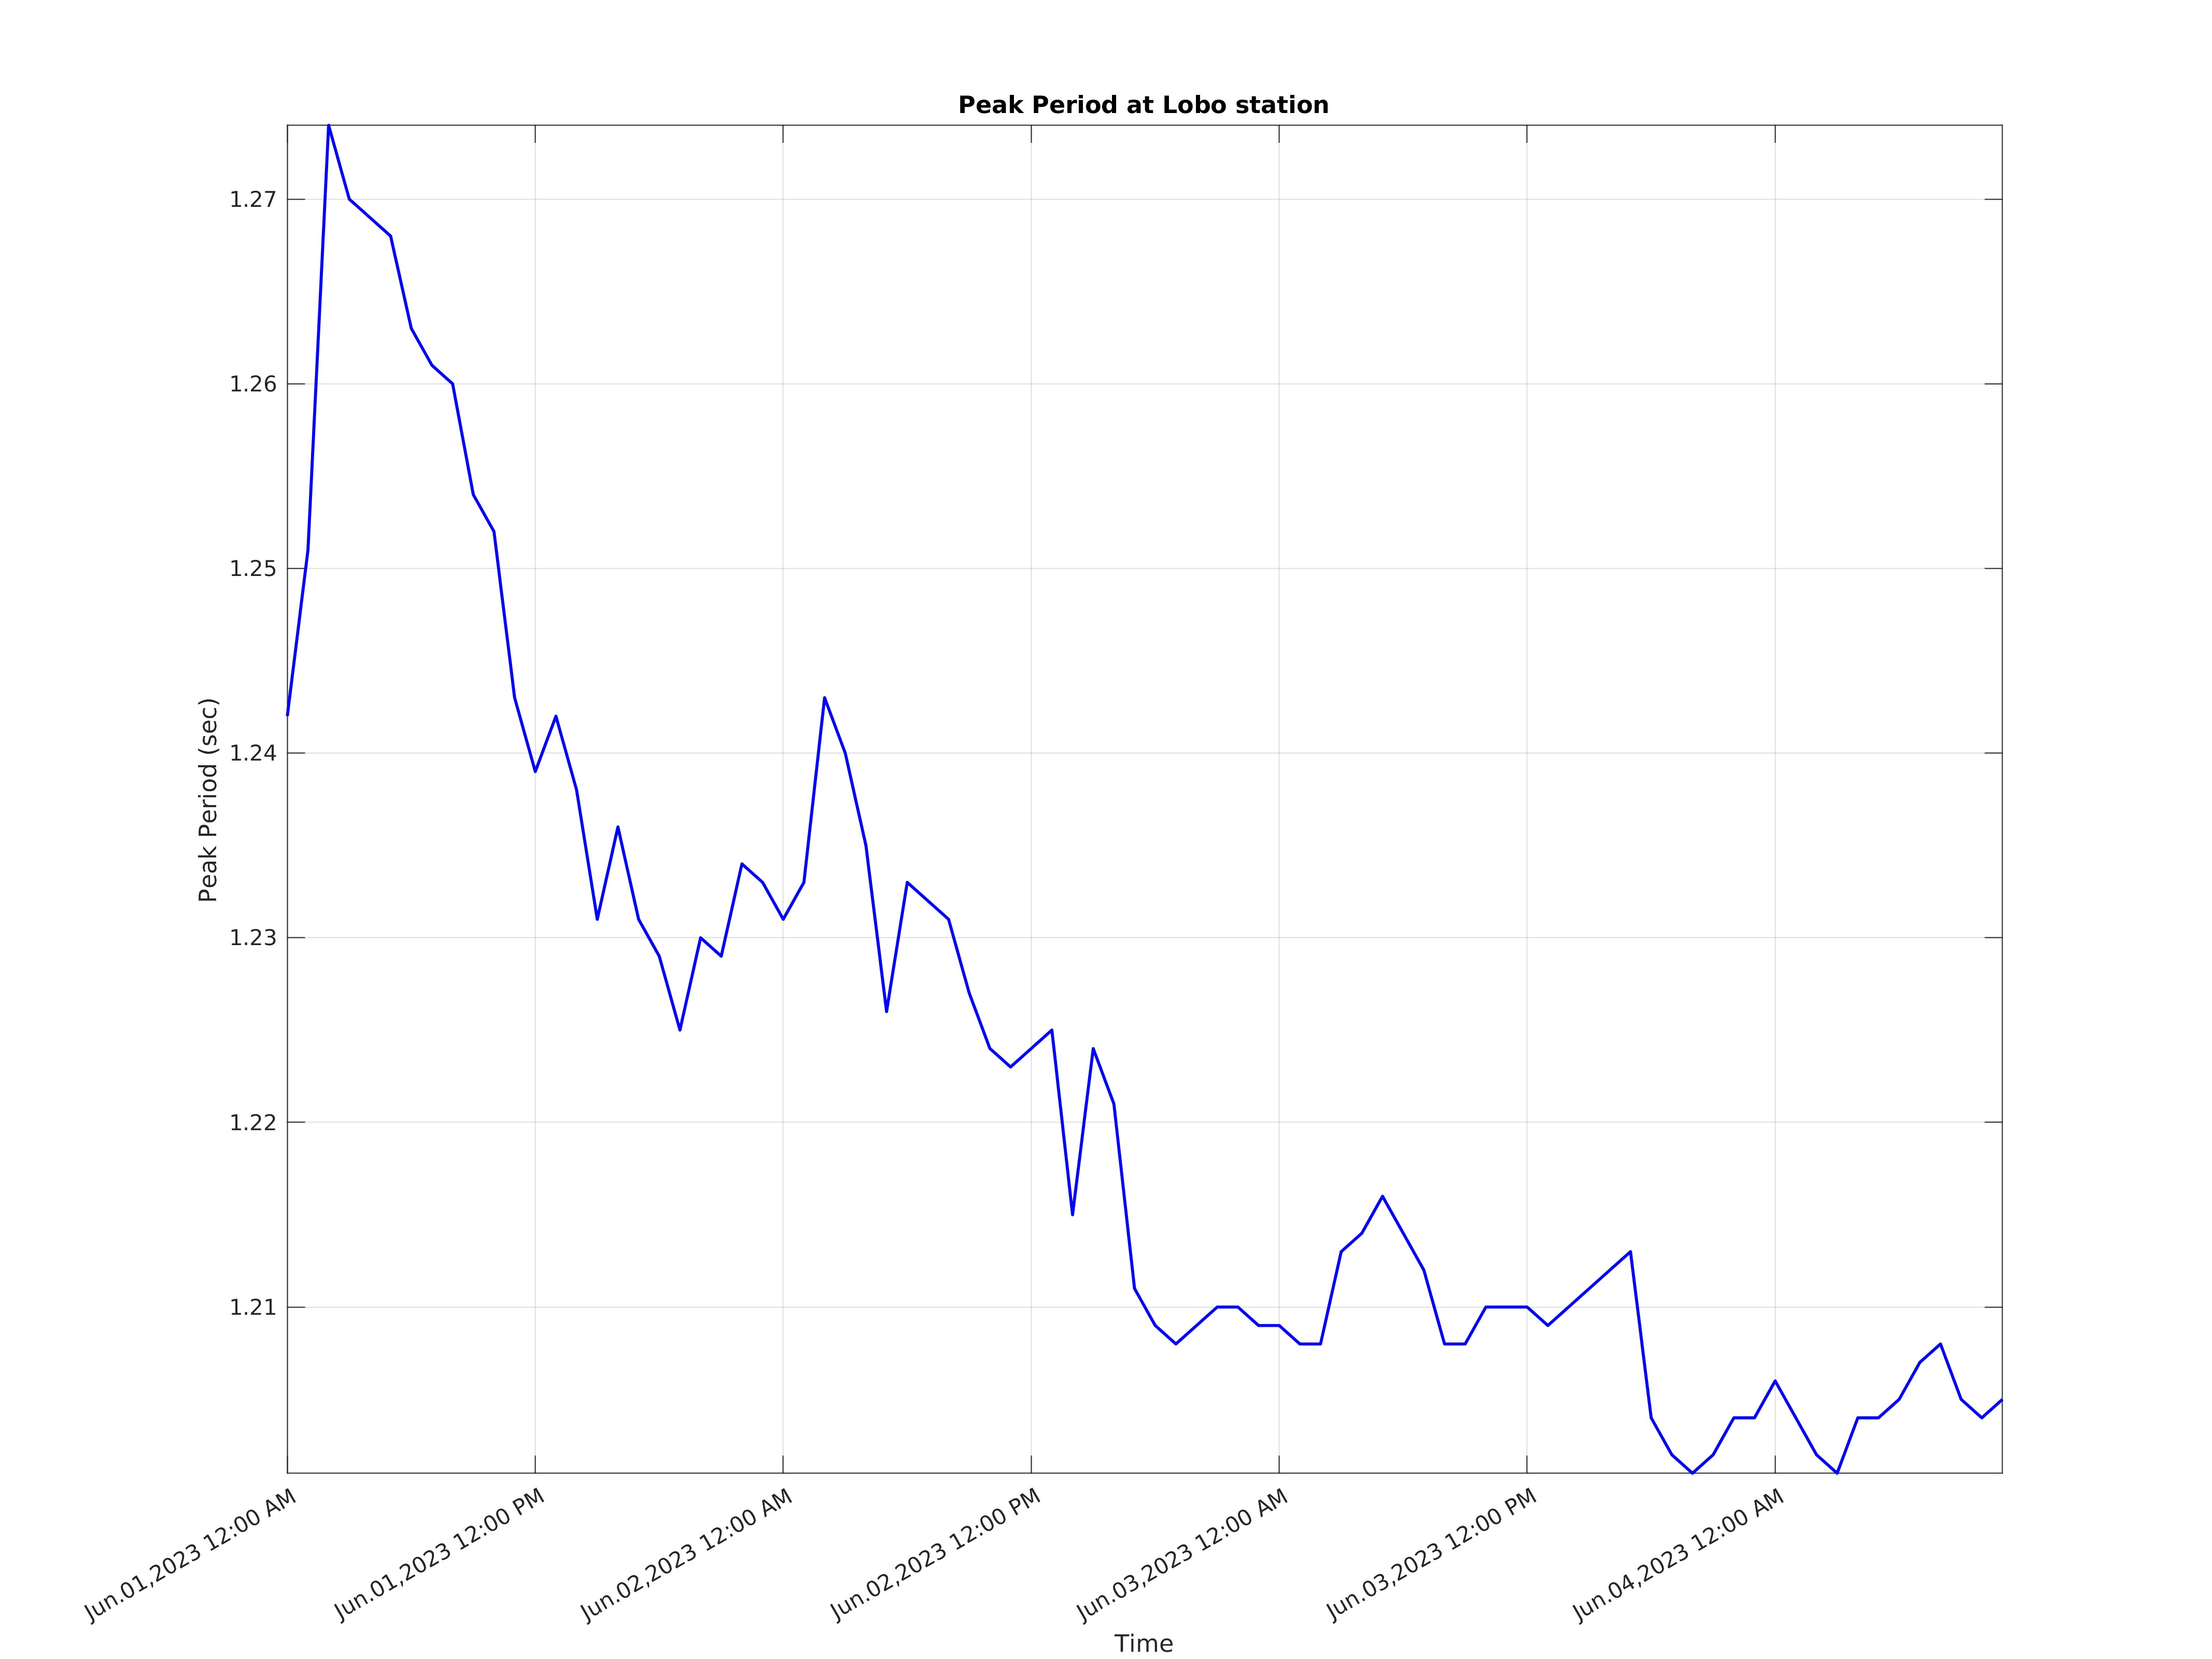 Peak Period at Lobo station
Peak Period (sec)
1.27
1.26
1.25
1.24
1.23
1.22
1.21
Jun.01,2023 12:00 AM
Jun.01,2023 12:00 PM
Jun.02,2023 12:00 AM
Jun.02,2023 12:00 PM
Jun.03,2023 12:00 AM
Jun.03,2023 12:00 PM
Jun.04,2023 12:00 AM
Time